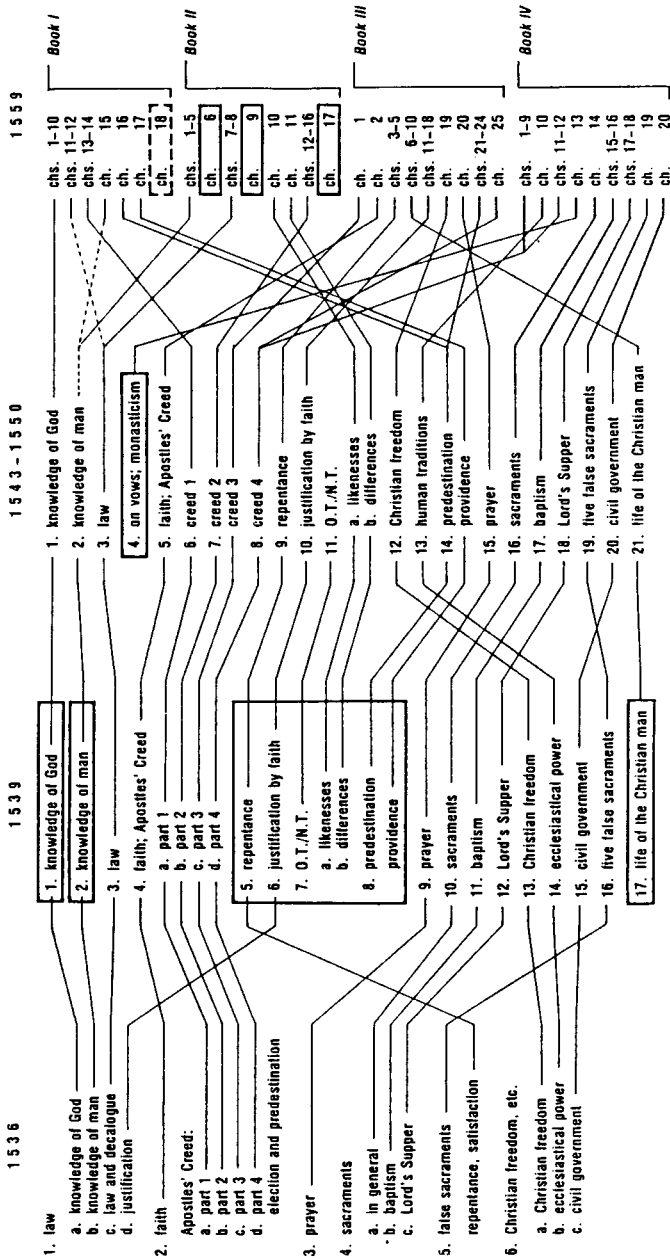 1536
1. law
a. knowledge of God
b. knowledge of man
c. law and decalogue
d. justification
2. faith
Apostles' Creed:
a. part 1
b. part 2
c. part 3
d. part 4
election and predestination
3. prayer
4. sacraments
a. in general
b. baptism
c. Lord's Supper
5. false sacraments
repentance, satisfaction
6. Christian freedom, etc.
a. Christian freedom
b. ecclesiastical power
c. civil government
1539
1. knowledge of God
2. knowledge of man
3. law
4. faith; Apostles' Creed
a. part 1
b. part 2
c. part 3
d. part 4
5. repentance
6. justification by faith
7. O.T./N.T.
a. likenesses
b. differences
8. predestination
providence
9. prayer
10. sacraments
11. baptism
12. Lord's Supper
13. Christian freedom
14. ecclesiastical power
15. civil government
16. five false sacraments
17. life of the Christian man
1543-1550
1. knowledge of God
2. knowledge of man
3. law
4. on vows; monasticism
5. faith; Apostles' Creed
6. creed 1
7. creed 2
creed 3
8. creed 4
9. repentance
10. justification by faith
11. O.T./N.T.
a. likenesses
b. differences
12. Christian freedom
13. human traditions
14. predestination
providence
15. prayer
16. sacraments
17. baptism
18. Lord's Supper
19. five false sacraments
20. civil government
21. life of the Christian man
1559
chs. 1-10
chs. 11-12
chs. 13-14
ch. 15
ch. 16
ch. 17
ch. 18
Book I
chs. 1-5
ch. 6
chs. 7-8
ch. 9
ch. 10
ch. 11
chs. 12-16
ch. 17
Book II
ch. 1
ch. 2
chs. 3-5
chs. 6-10
chs. 11-18
ch. 19
ch. 20
chs. 21-24
ch. 25
Book III
chs. 1-9
ch. 10
chs. 11-12
ch. 13
ch. 14
chs. 15-16
chs. 17-18
ch. 19
ch. 20
Book IV